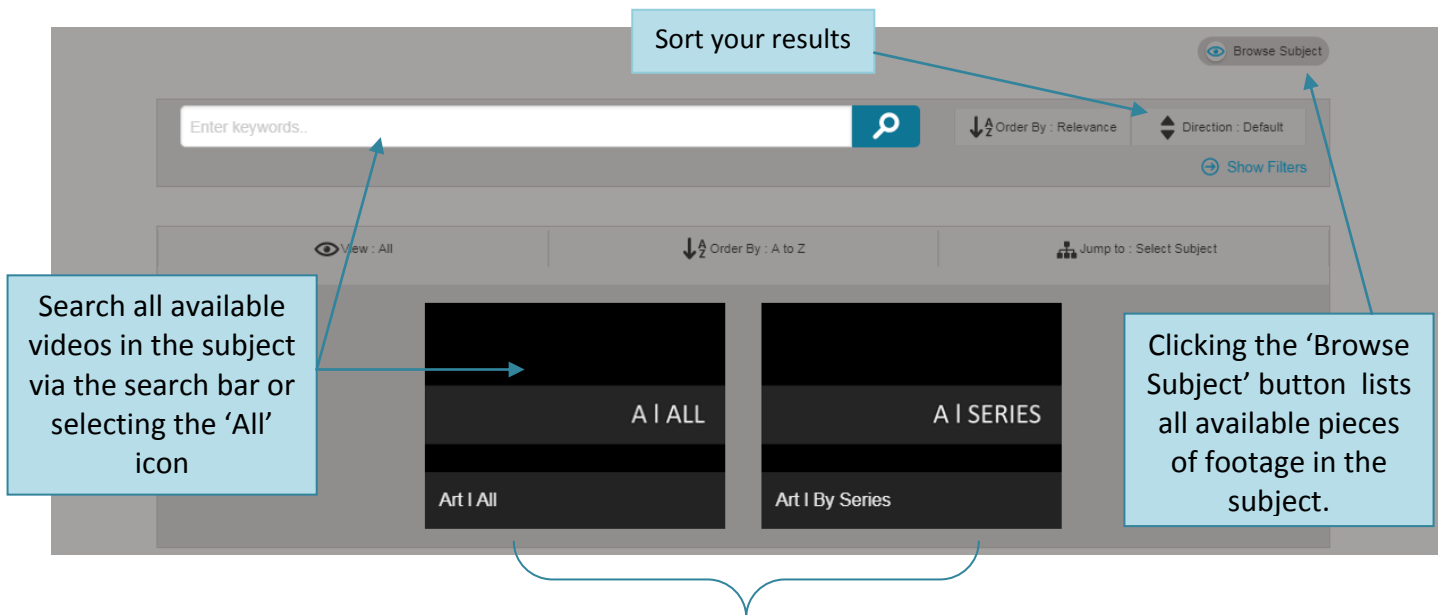 Sort your results
Browse Subject
Enter keywords..
Order By : Relevance
Direction : Default
Show Filters
View : All
Order By : A to Z
Jump to : Select Subject
Search all available
videos in the subject
via the search bar or
selecting the ‘All’
icon
A l ALL
Art l All
A l SERIES
Art l By Series
Clicking the ‘Browse
Subject’ button lists
all available pieces
of footage in the
subject.